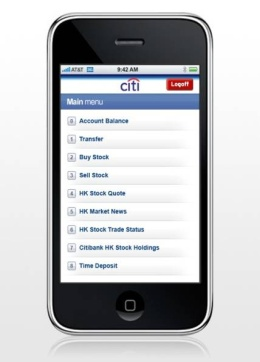 AT&T 9:42 AM
citi Logoff
Main menu
0 Account Balance
1 Transfer
2 Buy Stock
3 Sell Stock
4 HK Stock Quote
5 HK Market News
6 HK Stock Trade Status
7 Citibank HK Stock Holdings
8 Time Deposit